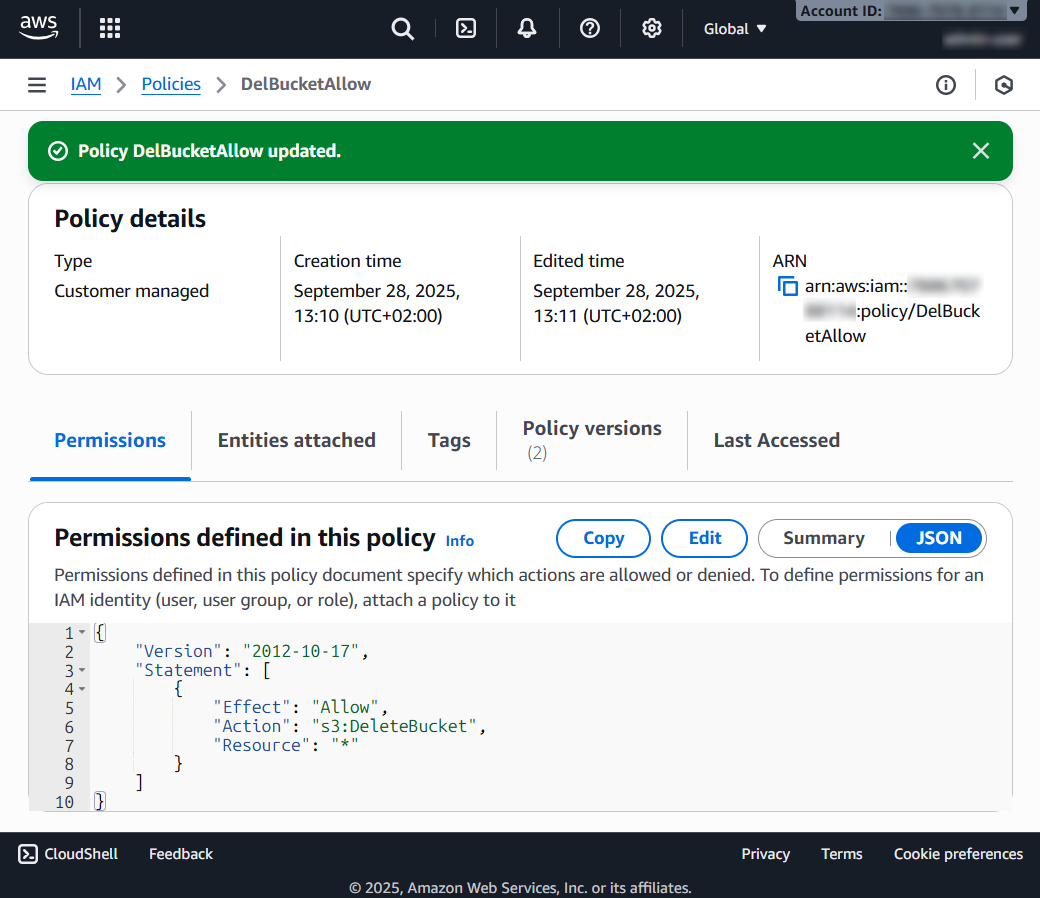 aws
Global
Account ID:
IAM
Policies
DelBucketAllow
Policy DelBucketAllow updated.
Policy details
Type
Customer managed
Creation time
September 28, 2025,
13:10 (UTC+02:00)
Edited time
September 28, 2025,
13:11 (UTC+02:00)
ARN
arn:aws:iam::
:policy/DelBuck
etAllow
Permissions
Entities attached
Tags
Policy versions
(2)
Last Accessed
Permissions defined in this policy Info
Copy
Edit
Summary
JSON
Permissions defined in this policy document specify which actions are allowed or denied. To define permissions for an
IAM identity (user, user group, or role), attach a policy to it
1 {
2 "Version": "2012-10-17",
3 "Statement": [
4 {
5 "Effect": "Allow",
6 "Action": "s3:DeleteBucket",
7 "Resource": "*"
8 }
9 ]
10 }
CloudShell
Feedback
Privacy
Terms
Cookie preferences
© 2025, Amazon Web Services, Inc. or its affiliates.